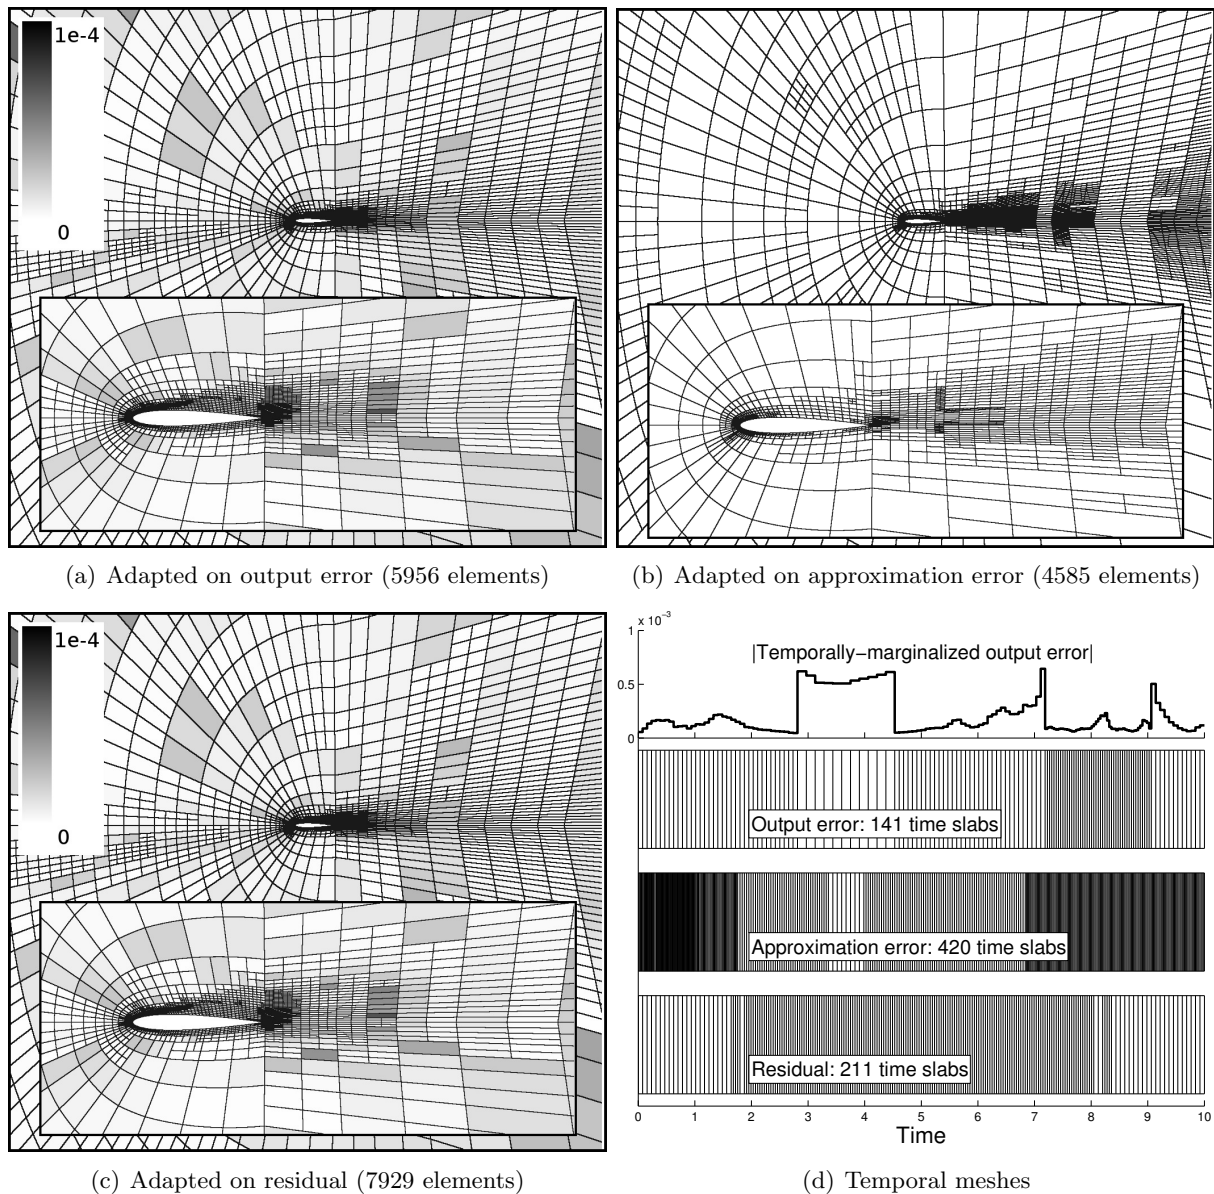 1e-4
0
(a) Adapted on output error (5956 elements)
(b) Adapted on approximation error (4585 elements)
1e-4
0
(c) Adapted on residual (7929 elements)
x 10⁻³
1
0.5
0
|Temporally−marginalized output error|
Output error: 141 time slabs
Approximation error: 420 time slabs
Residual: 211 time slabs
0 1 2 3 4 5 6 7 8 9 10
Time
(d) Temporal meshes